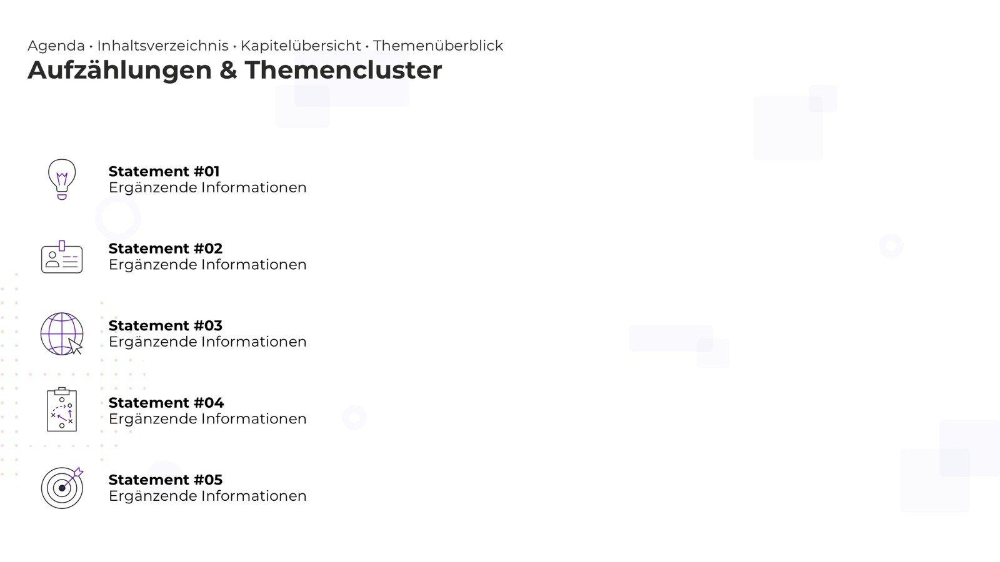 Agenda • Inhaltsverzeichnis • Kapitelübersicht • Themenüberblick
Aufzählungen & Themencluster
Statement #01
Ergänzende Informationen
Statement #02
Ergänzende Informationen
Statement #03
Ergänzende Informationen
Statement #04
Ergänzende Informationen
Statement #05
Ergänzende Informationen